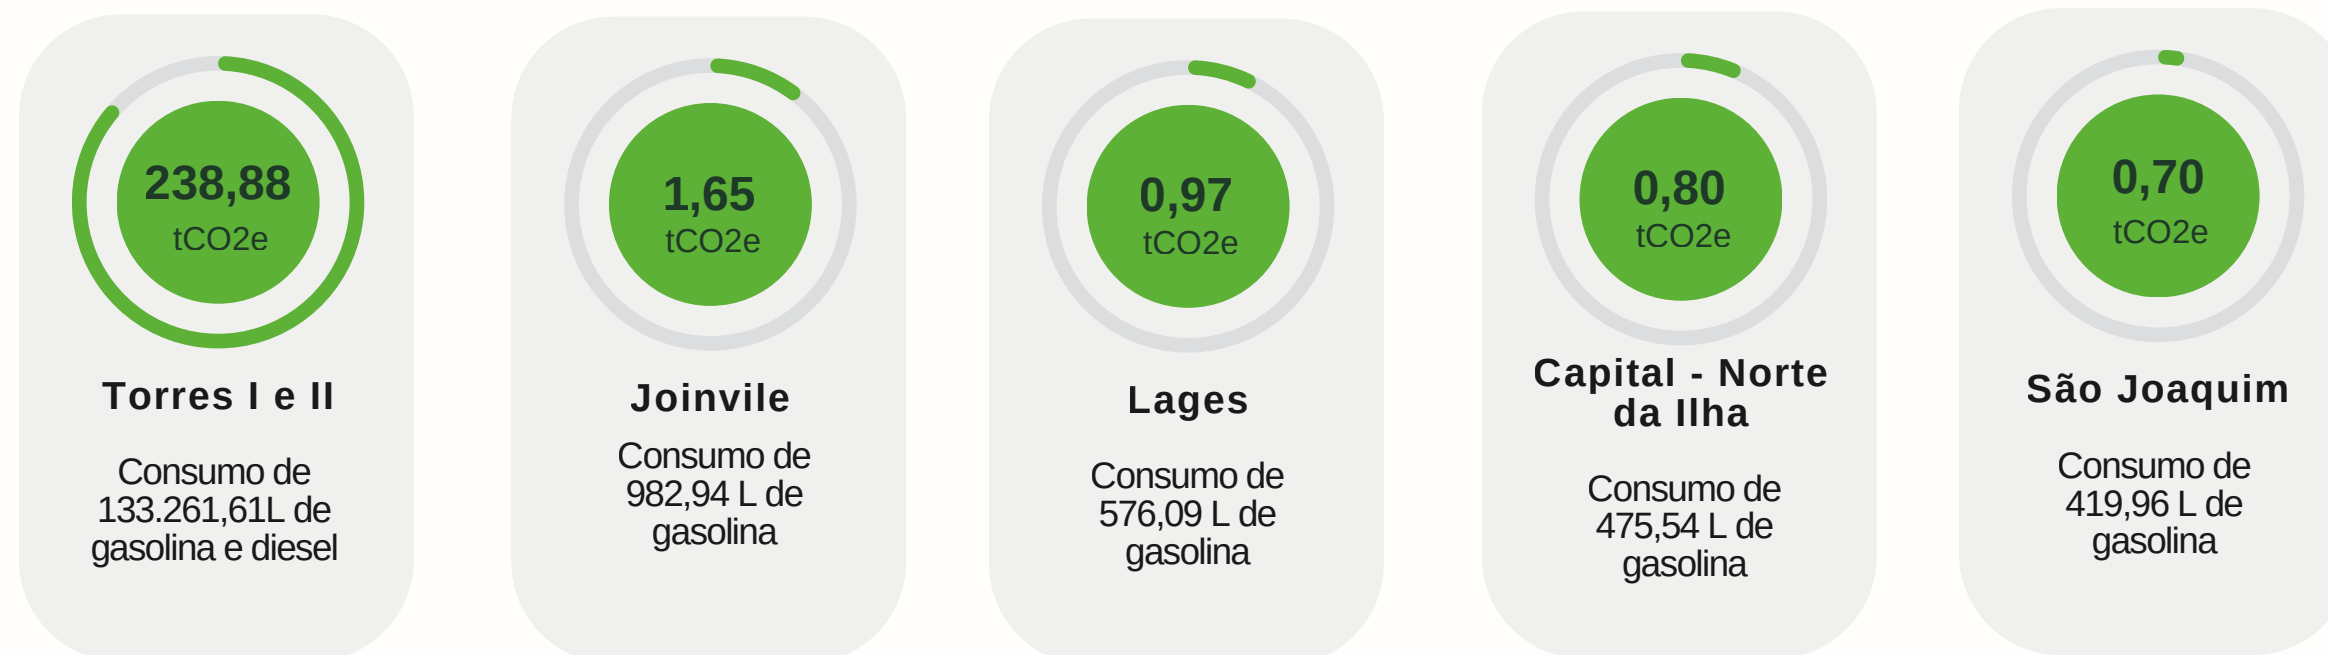 238,88
tCO2e
Torres I e II
Consumo de
133.261,61L de
gasolina e diesel
1,65
tCO2e
Joinvile
Consumo de
982,94 L de
gasolina
0,97
tCO2e
Lages
Consumo de
576,09 L de
gasolina
0,80
tCO2e
Capital - Norte
da Ilha
Consumo de
475,54 L de
gasolina
0,70
tCO2e
São Joaquim
Consumo de
419,96 L de
gasolina